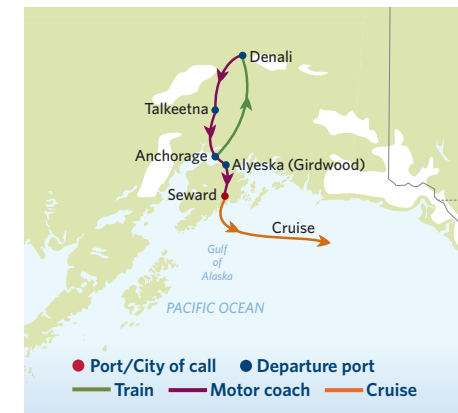 Denali
Talkeetna
Anchorage
Alyeska (Girdwood)
Seward
Cruise
Gulf
of
Alaska
PACIFIC OCEAN
Port/City of call Departure port
Train Motor coach Cruise